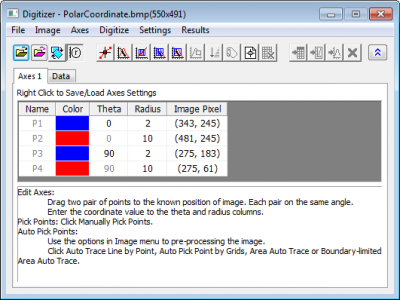 Digitizer - PolarCoordinate.bmp(550x491)
File Image Axes Digitize Settings Results
Axes 1 Data
Right Click to Save/Load Axes Settings
Name Color Theta Radius Image Pixel
P1 0 2 (343, 245)
P2 0 10 (481, 245)
P3 90 2 (275, 183)
P4 90 10 (275, 61)
Edit Axes:
Drag two pair of points to the known position of image. Each pair on the same angle.
Enter the coordinate value to the theta and radius columns.
Pick Points: Click Manually Pick Points.
Auto Pick Points:
Use the options in Image menu to pre-processing the image.
Click Auto Trace Line by Point, Auto Pick Point by Grids, Area Auto Trace or Boundary-limited
Area Auto Trace.